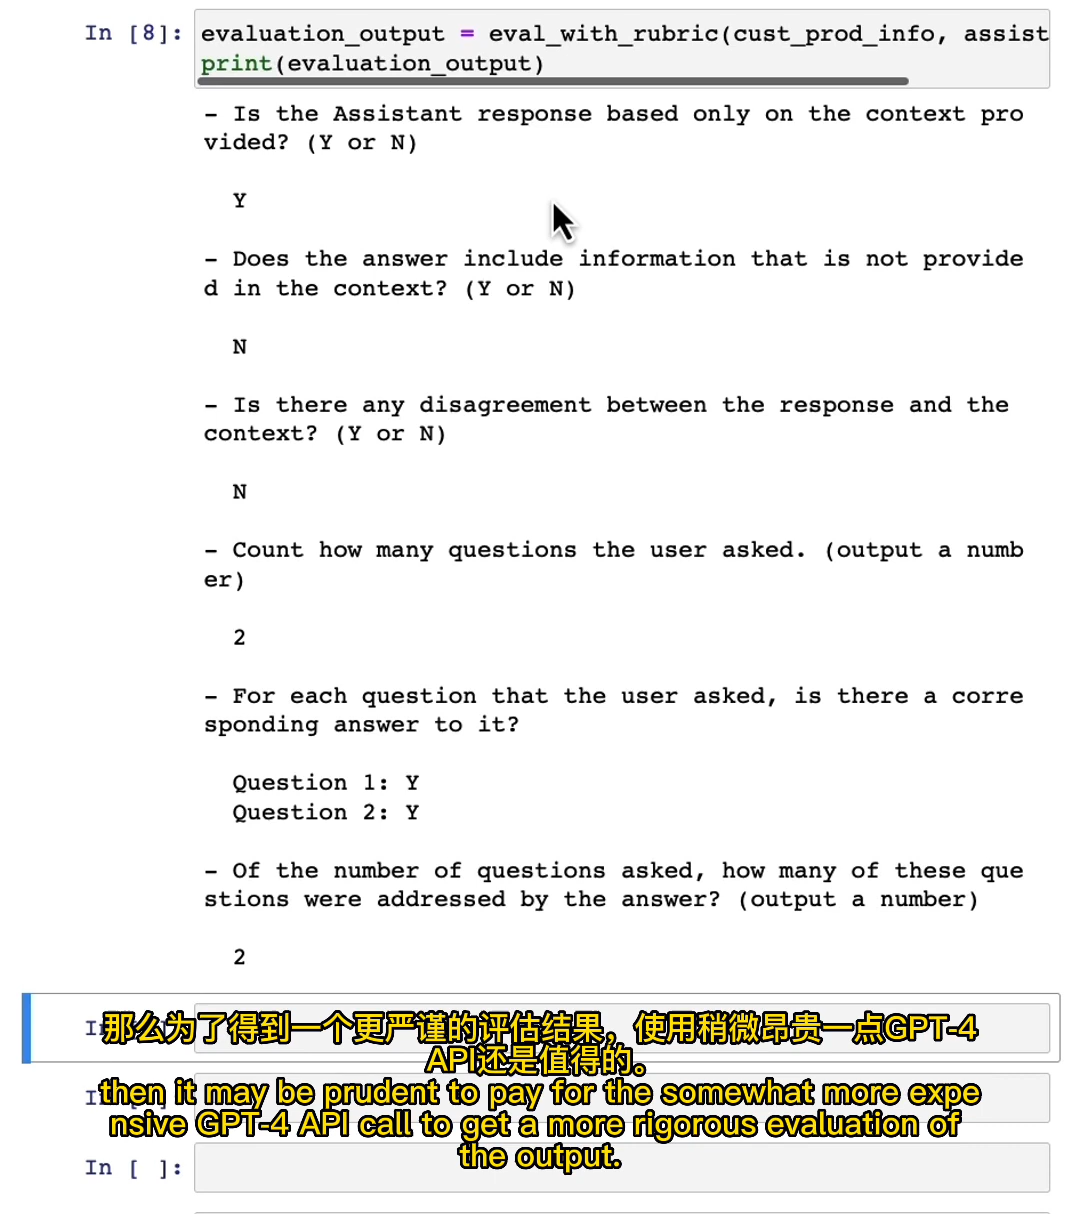 In [8]:
evaluation_output = eval_with_rubric(cust_prod_info, assist
print(evaluation_output)
- Is the Assistant response based only on the context pro
vided? (Y or N)
Y
- Does the answer include information that is not provide
d in the context? (Y or N)
N
- Is there any disagreement between the response and the
context? (Y or N)
N
- Count how many questions the user asked. (output a numb
er)
2
- For each question that the user asked, is there a corre
sponding answer to it?
Question 1: Y
Question 2: Y
- Of the number of questions asked, how many of these que
stions were addressed by the answer? (output a number)
2
那么为了得到一个更严谨的评估结果，使用稍微昂贵一点GPT-4
API还是值得的。
then it may be prudent to pay for the somewhat more expe
nsive GPT-4 API call to get a more rigorous evaluation of
the output.
In [ ]: